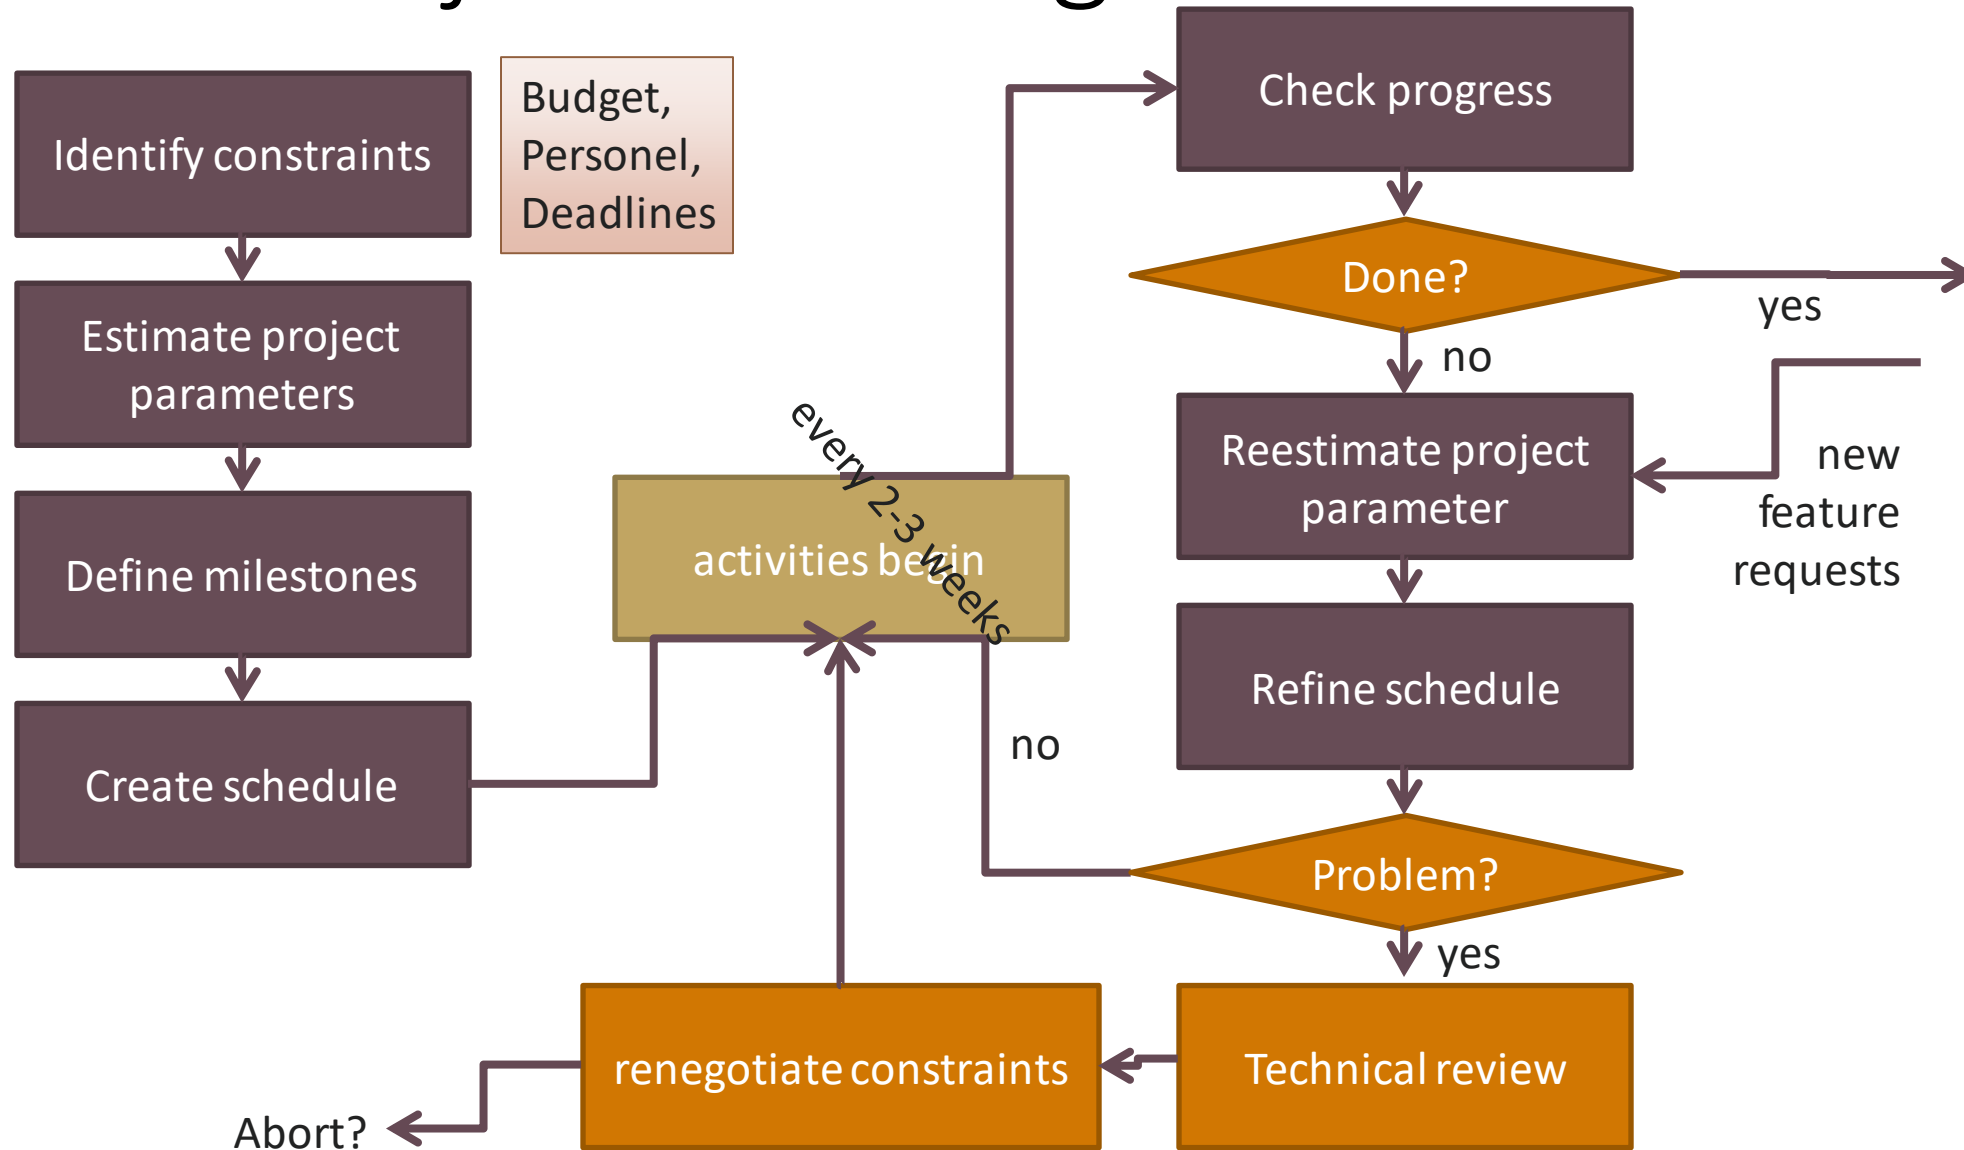 Identify constraints
Budget,
Personel,
Deadlines
Estimate project
parameters
Define milestones
Create schedule
every 2-3 weeks
activities begin
Check progress
Done?
yes
no
Reestimate project
parameter
new
feature
requests
Refine schedule
no
Problem?
yes
Technical review
renegotiate constraints
Abort?